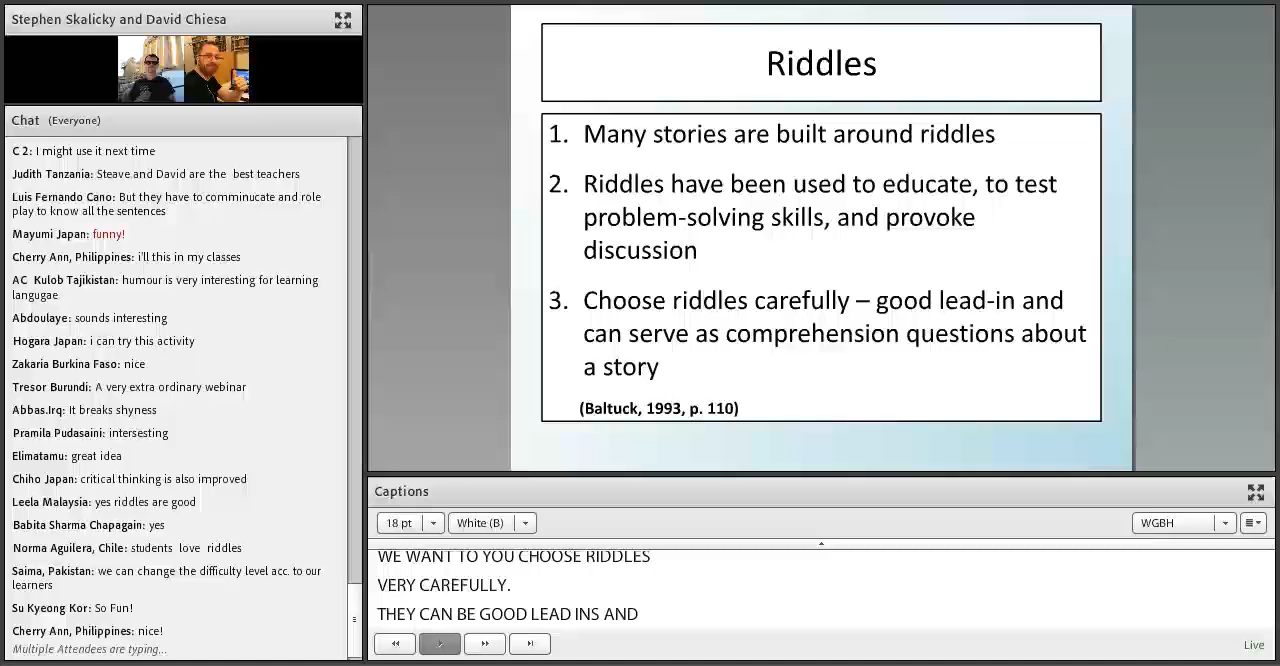 Stephen Skalicky and David Chiesa
Chat (Everyone)
C 2: I might use it next time
Judith Tanzania: Steave and David are the best teachers
Luis Fernando Cano: But they have to comminucate and role
play to know all the sentences
Mayumi Japan: funny!
Cherry Ann, Philippines: i'll this in my classes
AC Kulob Tajikistan: humour is very interesting for learning
langugae
Abdoulaye: sounds interesting
Hogara Japan: i can try this activity
Zakaria Burkina Faso: nice
Tresor Burundi: A very extra ordinary webinar
Abbas.Irq: It breaks shyness
Pramila Pudasaini: intersesting
Elimatamu: great idea
Chiho Japan: critical thinking is also improved
Leela Malaysia: yes riddles are good
Babita Sharma Chapagain: yes
Norma Aguilera, Chile: students love riddles
Saima, Pakistan: we can change the difficulty level acc. to our
learners
Su Kyeong Kor: So Fun!
Cherry Ann, Philippines: nice!
Multiple Attendees are typing...
Riddles
1. Many stories are built around riddles
2. Riddles have been used to educate, to test
problem-solving skills, and provoke
discussion
3. Choose riddles carefully – good lead-in and
can serve as comprehension questions about
a story
(Baltuck, 1993, p. 110)
Captions
18 pt
White (B)
WGBH
WE WANT TO YOU CHOOSE RIDDLES
VERY CAREFULLY.
THEY CAN BE GOOD LEAD INS AND
Live